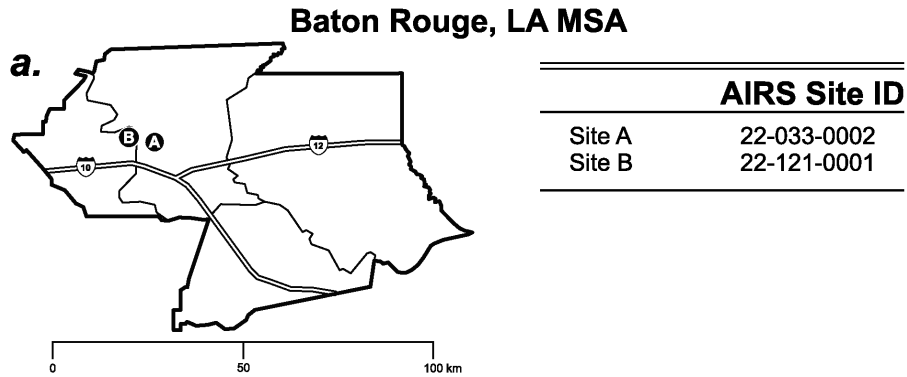 Baton Rouge, LA MSA
a.
AIRS Site ID
Site A 22-033-0002
Site B 22-121-0001
B A
10
12
0 50 100 km